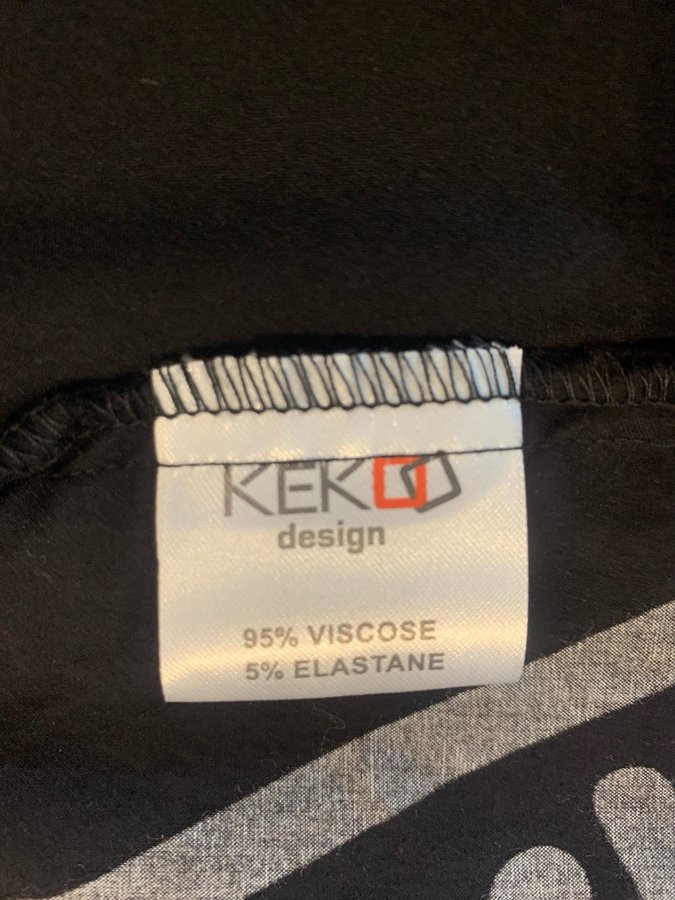 KEKO
design
95% VISCOSE
5% ELASTANE